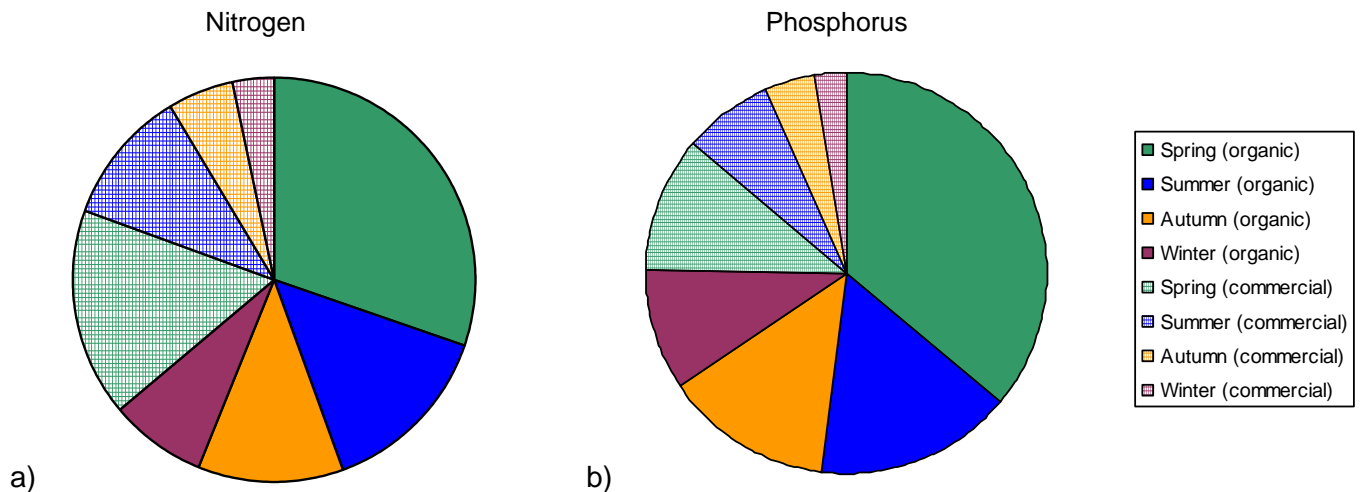 Nitrogen
Phosphorus
Spring (organic)
Summer (organic)
Autumn (organic)
Winter (organic)
Spring (commercial)
Summer (commercial)
Autumn (commercial)
Winter (commercial)
a)
b)